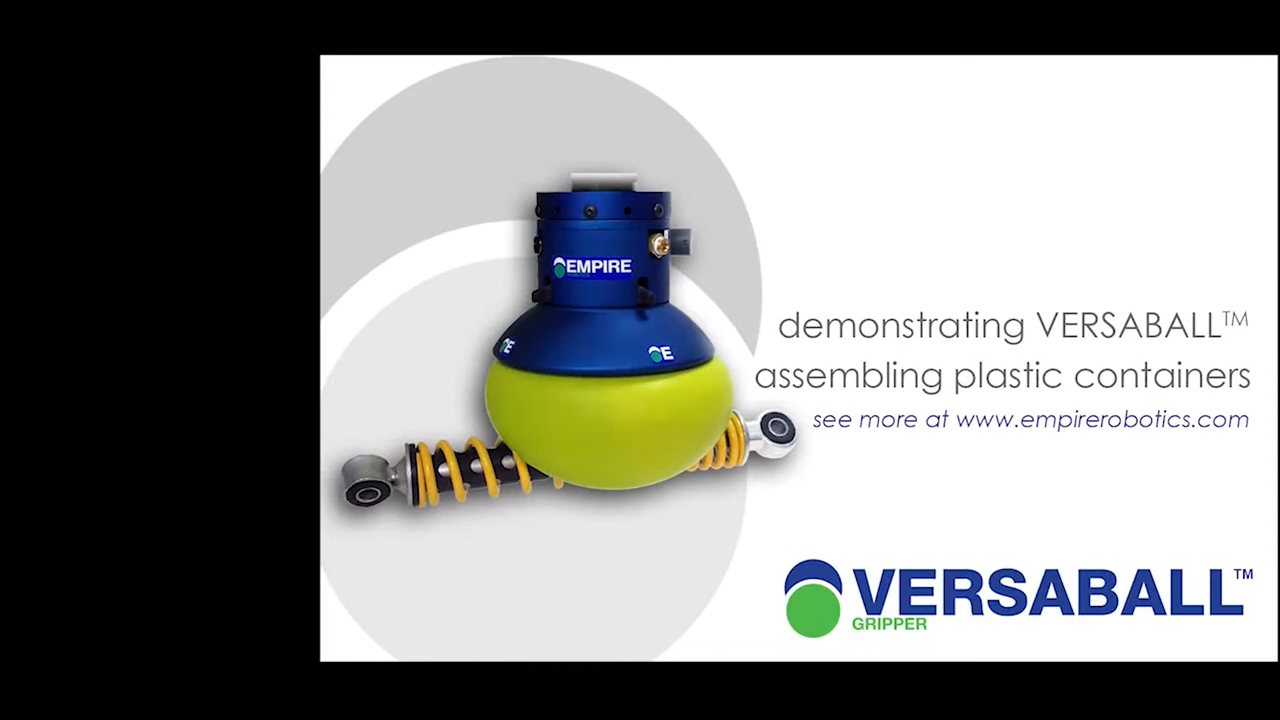 EMPIRE
E
E
demonstrating VERSABALL™
assembling plastic containers
see more at www.empirerobotics.com
VERSABALL™
GRIPPER